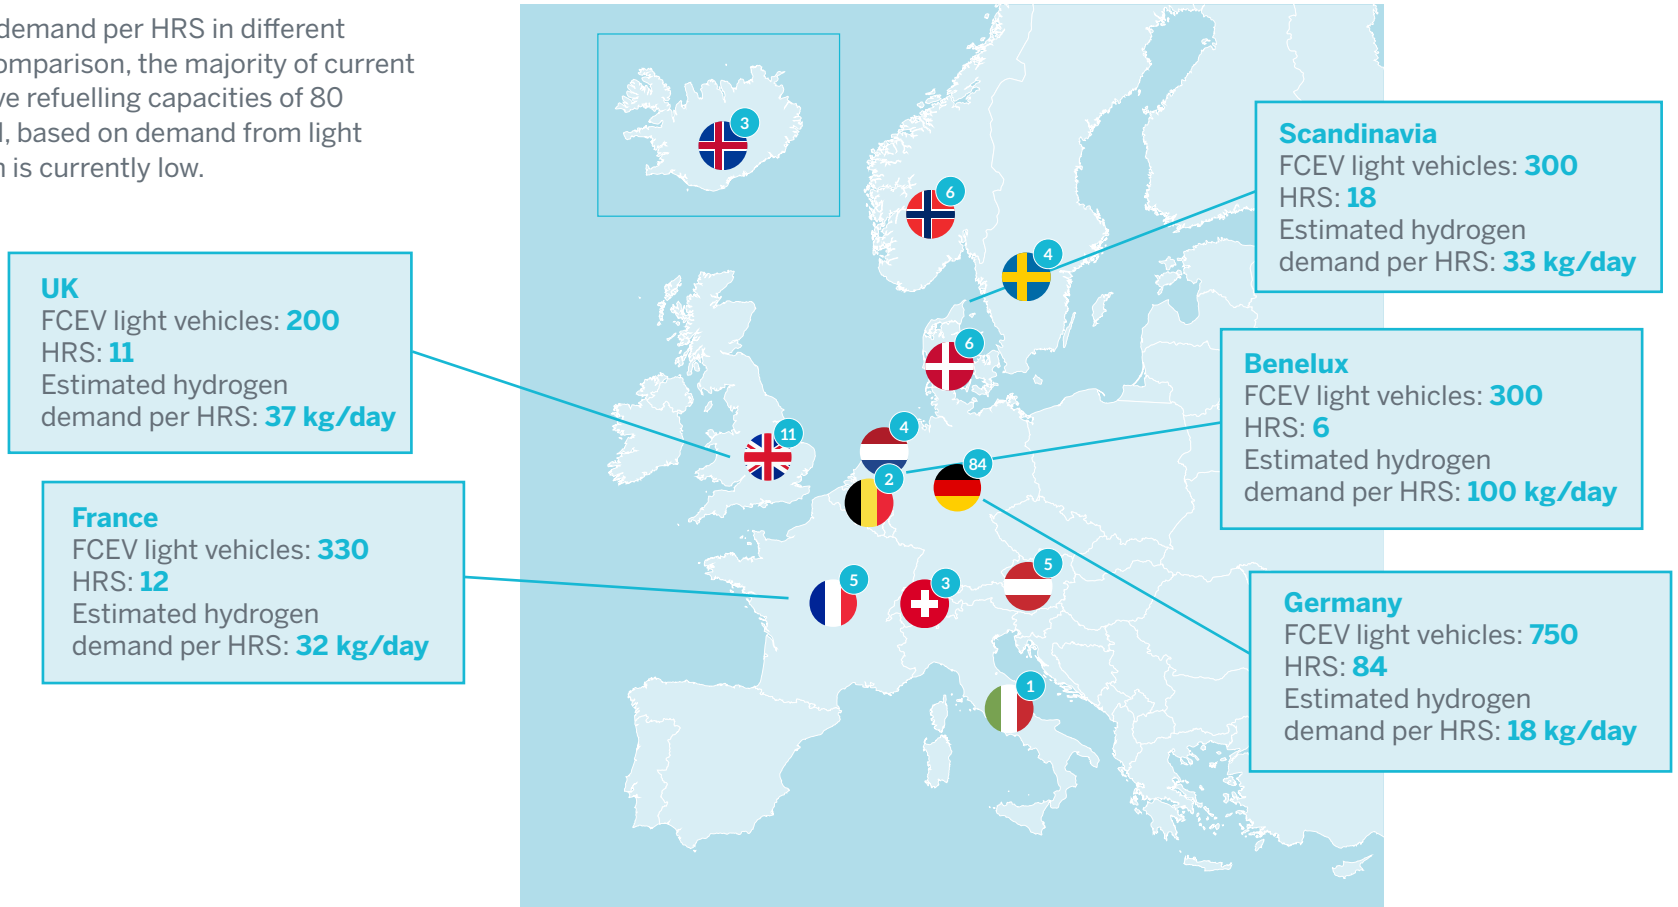 demand per HRS in different
omparison, the majority of current
ve refuelling capacities of 80
, based on demand from light
is currently low.
3
6
4
6
Scandinavia
FCEV light vehicles: 300
HRS: 18
Estimated hydrogen
demand per HRS: 33 kg/day
UK
FCEV light vehicles: 200
HRS: 11
Estimated hydrogen
demand per HRS: 37 kg/day
11
4
84
2
Benelux
FCEV light vehicles: 300
HRS: 6
Estimated hydrogen
demand per HRS: 100 kg/day
France
FCEV light vehicles: 330
HRS: 12
Estimated hydrogen
demand per HRS: 32 kg/day
5
3
5
1
Germany
FCEV light vehicles: 750
HRS: 84
Estimated hydrogen
demand per HRS: 18 kg/day